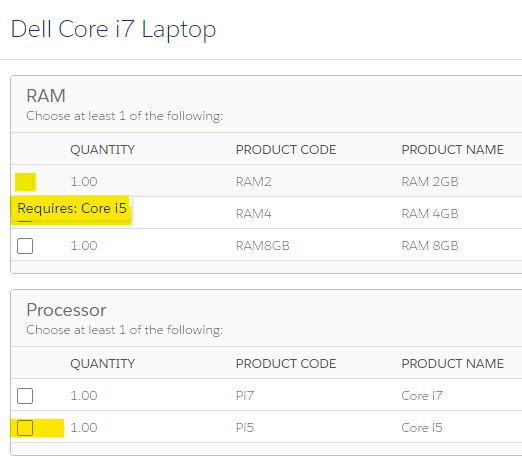 Dell Core i7 Laptop
RAM
Choose at least 1 of the following:
QUANTITY PRODUCT CODE PRODUCT NAME
1.00 RAM2 RAM 2GB
Requires: Core i5 RAM4 RAM 4GB
1.00 RAM8GB RAM 8GB
Processor
Choose at least 1 of the following:
QUANTITY PRODUCT CODE PRODUCT NAME
1.00 Pi7 Core i7
1.00 Pi5 Core i5